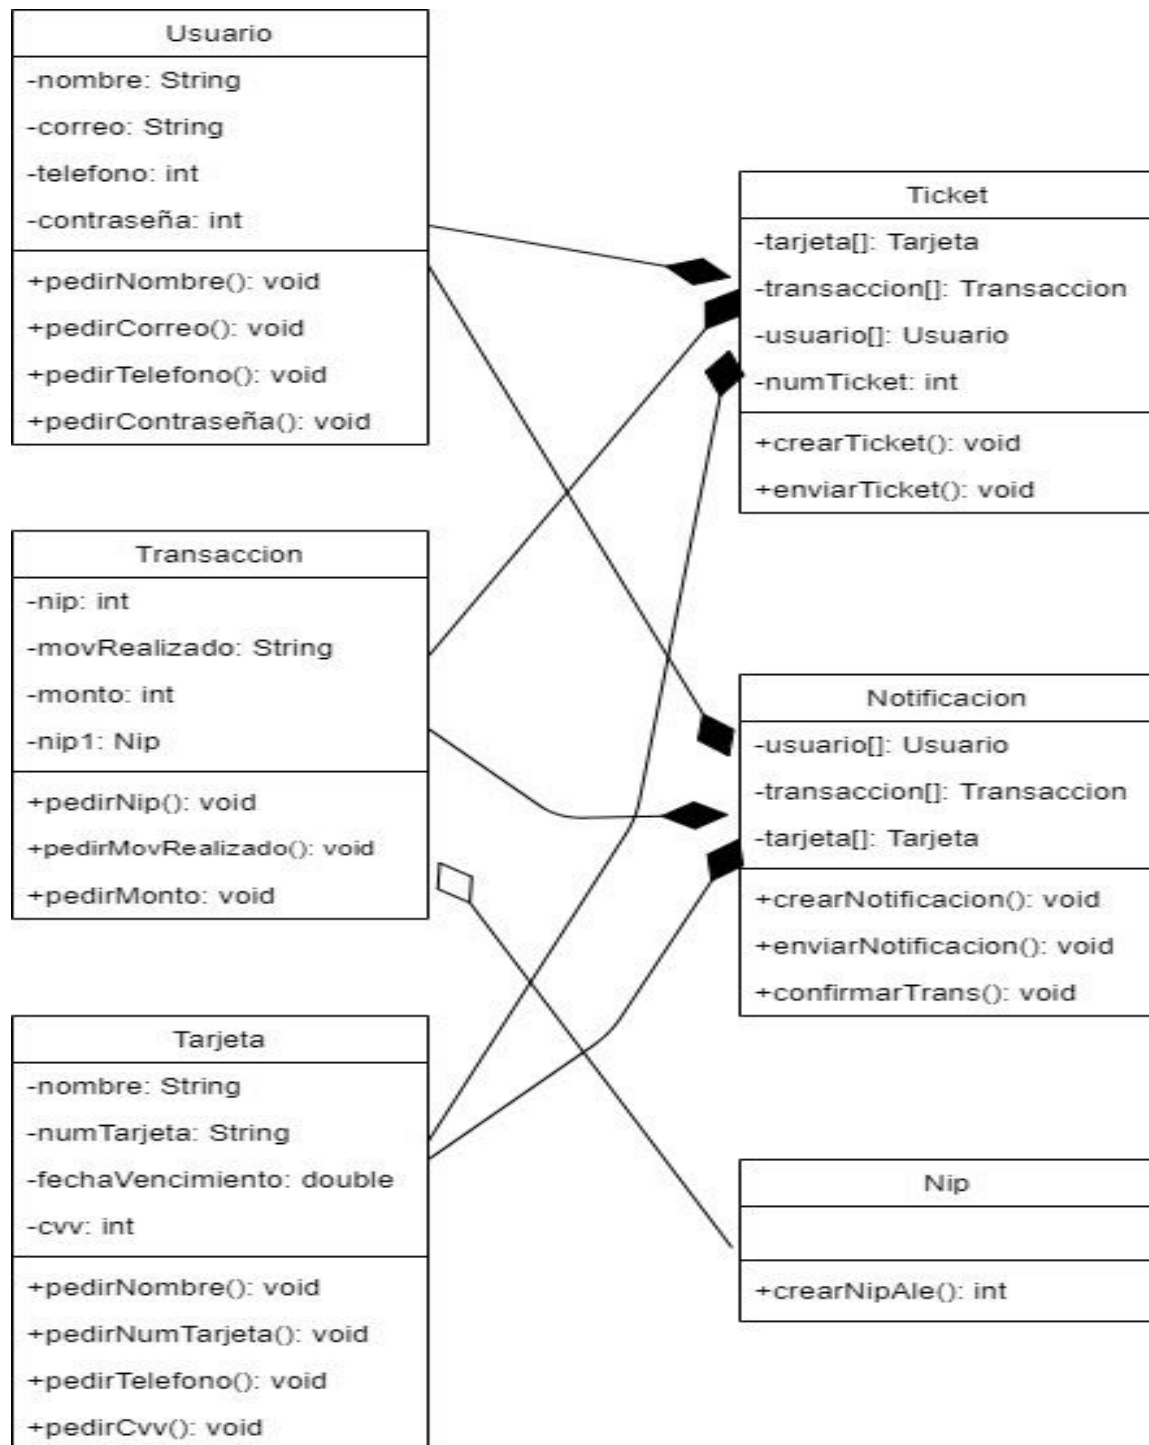 Usuario
-nombre: String
-correo: String
-telefono: int
-contraseña: int
+pedirNombre(): void
+pedirCorreo(): void
+pedirTelefono(): void
+pedirContraseña(): void
Ticket
-tarjeta[]: Tarjeta
-transaccion[]: Transaccion
-usuario[]: Usuario
-numTicket: int
+crearTicket(): void
+enviarTicket(): void
Transaccion
-nip: int
-movRealizado: String
-monto: int
-nip1: Nip
+pedirNip(): void
+pedirMovRealizado(): void
+pedirMonto: void
Notificacion
-usuario[]: Usuario
-transaccion[]: Transaccion
-tarjeta[]: Tarjeta
+crearNotificacion(): void
+enviarNotificacion(): void
+confirmarTrans(): void
Tarjeta
-nombre: String
-numTarjeta: String
-fechaVencimiento: double
-cvv: int
+pedirNombre(): void
+pedirNumTarjeta(): void
+pedirTelefono(): void
+pedirCvv(): void
Nip
+crearNipAle(): int